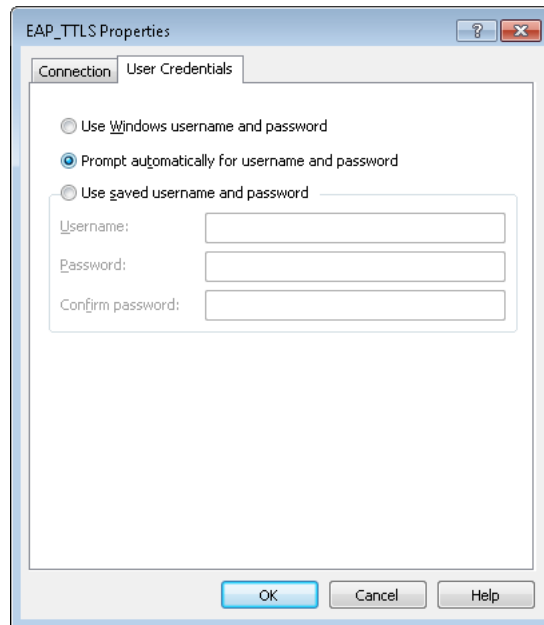 EAP_TTLS Properties
Connection User Credentials
Use Windows username and password
Prompt automatically for username and password
Use saved username and password
Username:
Password:
Confirm password:
OK Cancel Help